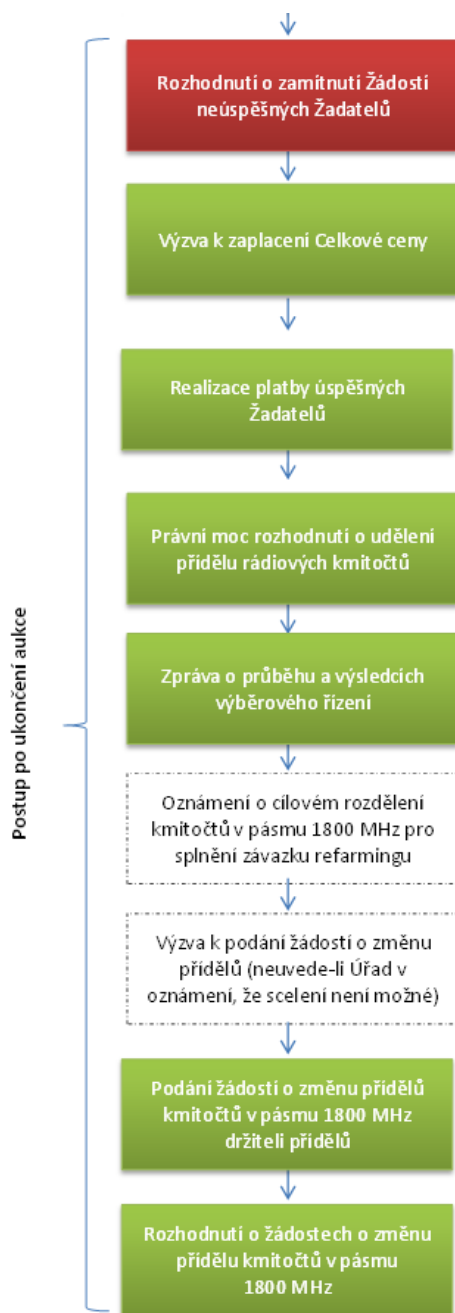 Rozhodnutí o zamítnutí Žádostí
neúspěšných Žadatelů
Výzva k zaplacení Celkové ceny
Realizace platby úspěšných
Žadatelů
Právní moc rozhodnutí o udělení
přídělu rádiových kmitočtů
Zpráva o průběhu a výsledcích
výběrového řízení
Oznámení o cílovém rozdělení
kmitočtů v pásmu 1800 MHz pro
splnění závazku refarmingu
Výzva k podání žádostí o změnu
přídělů (neuvede-li Úřad v
oznámení, že scelení není možné)
Podání žádostí o změnu přídělů
kmitočtů v pásmu 1800 MHz
držiteli přídělů
Rozhodnutí o žádostech o změnu
přídělu kmitočtů v pásmu
1800 MHz
Postup po ukončení aukce